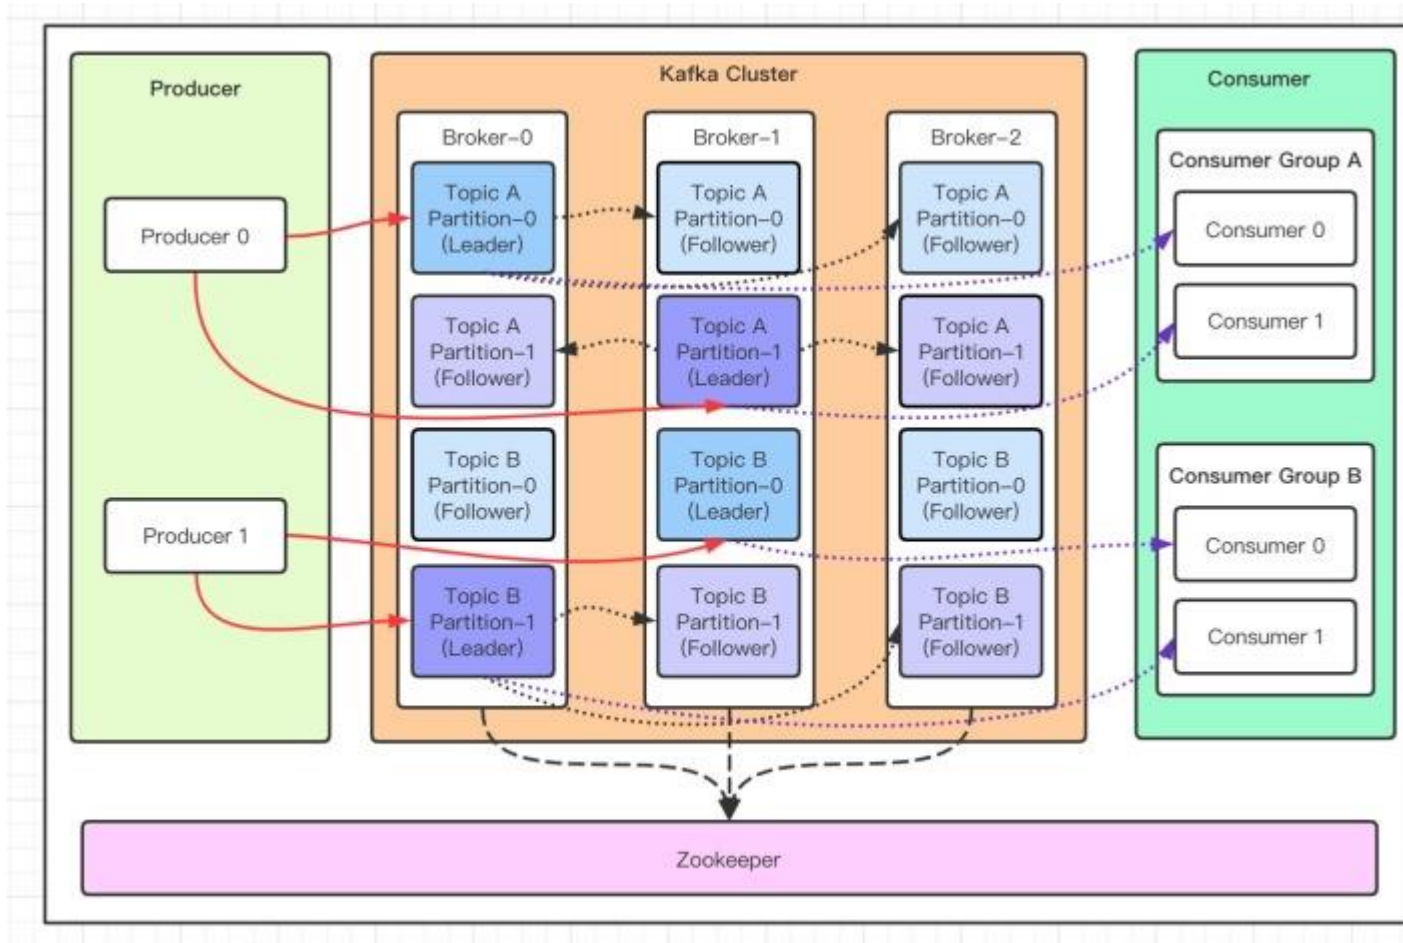 Producer
Producer 0
Producer 1
Kafka Cluster
Broker-0
Topic A
Partition-0
(Leader)
Topic A
Partition-1
(Follower)
Topic B
Partition-0
(Follower)
Topic B
Partition-1
(Leader)
Broker-1
Topic A
Partition-0
(Follower)
Topic A
Partition-1
(Leader)
Topic B
Partition-0
(Leader)
Topic B
Partition-1
(Follower)
Broker-2
Topic A
Partition-0
(Follower)
Topic A
Partition-1
(Follower)
Topic B
Partition-0
(Follower)
Topic B
Partition-1
(Follower)
Consumer
Consumer Group A
Consumer 0
Consumer 1
Consumer Group B
Consumer 0
Consumer 1
Zookeeper